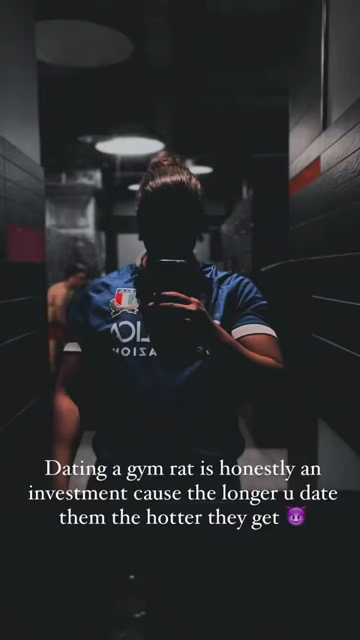 Dating a gym rat is honestly an
investment cause the longer u date
them the hotter they get 😈